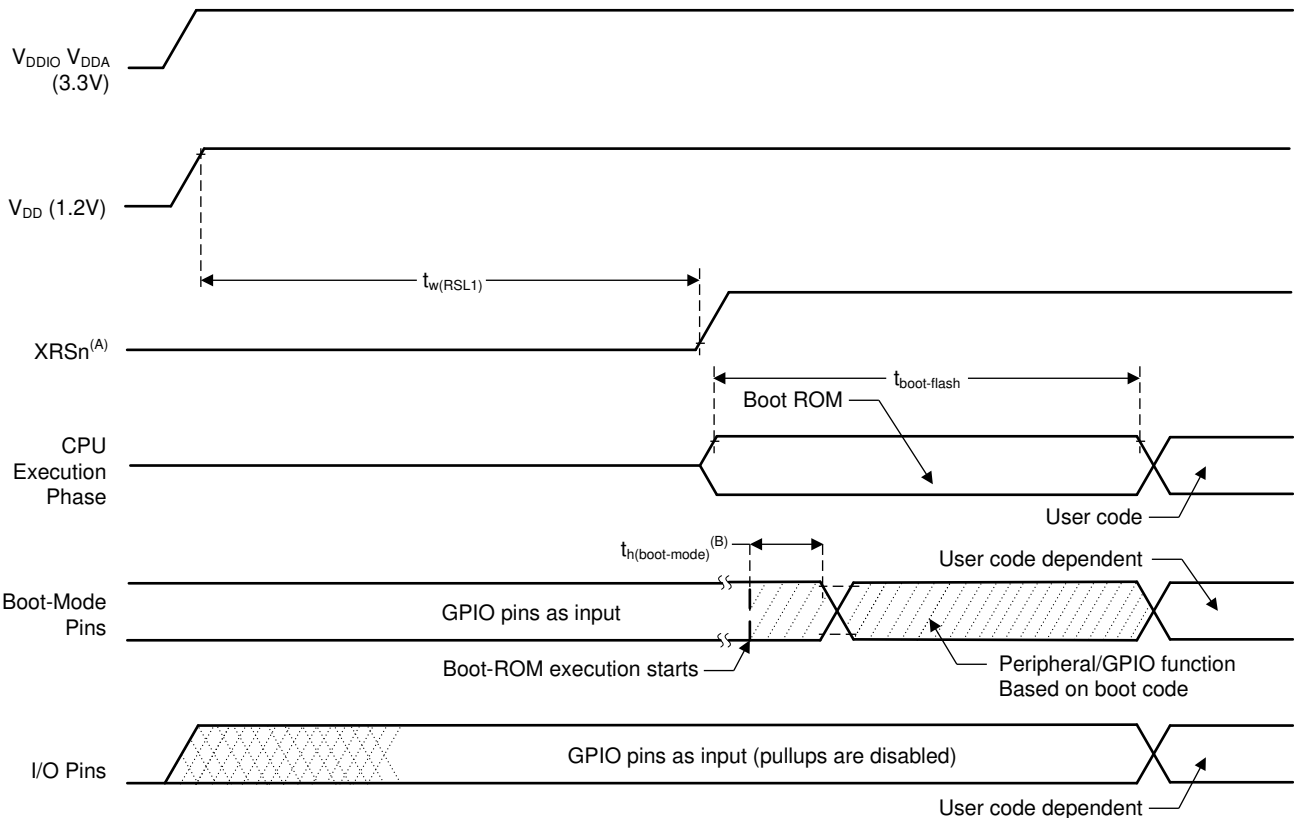 V_DDIO V_DDA
(3.3V)
V_DD (1.2V)
t_w(RSL1)
XRSn^(A)
t_boot-flash
Boot ROM
CPU
Execution
Phase
User code
t_h(boot-mode)^(B)
User code dependent
Boot-Mode
Pins
GPIO pins as input
Boot-ROM execution starts
Peripheral/GPIO function
Based on boot code
I/O Pins
GPIO pins as input (pullups are disabled)
User code dependent